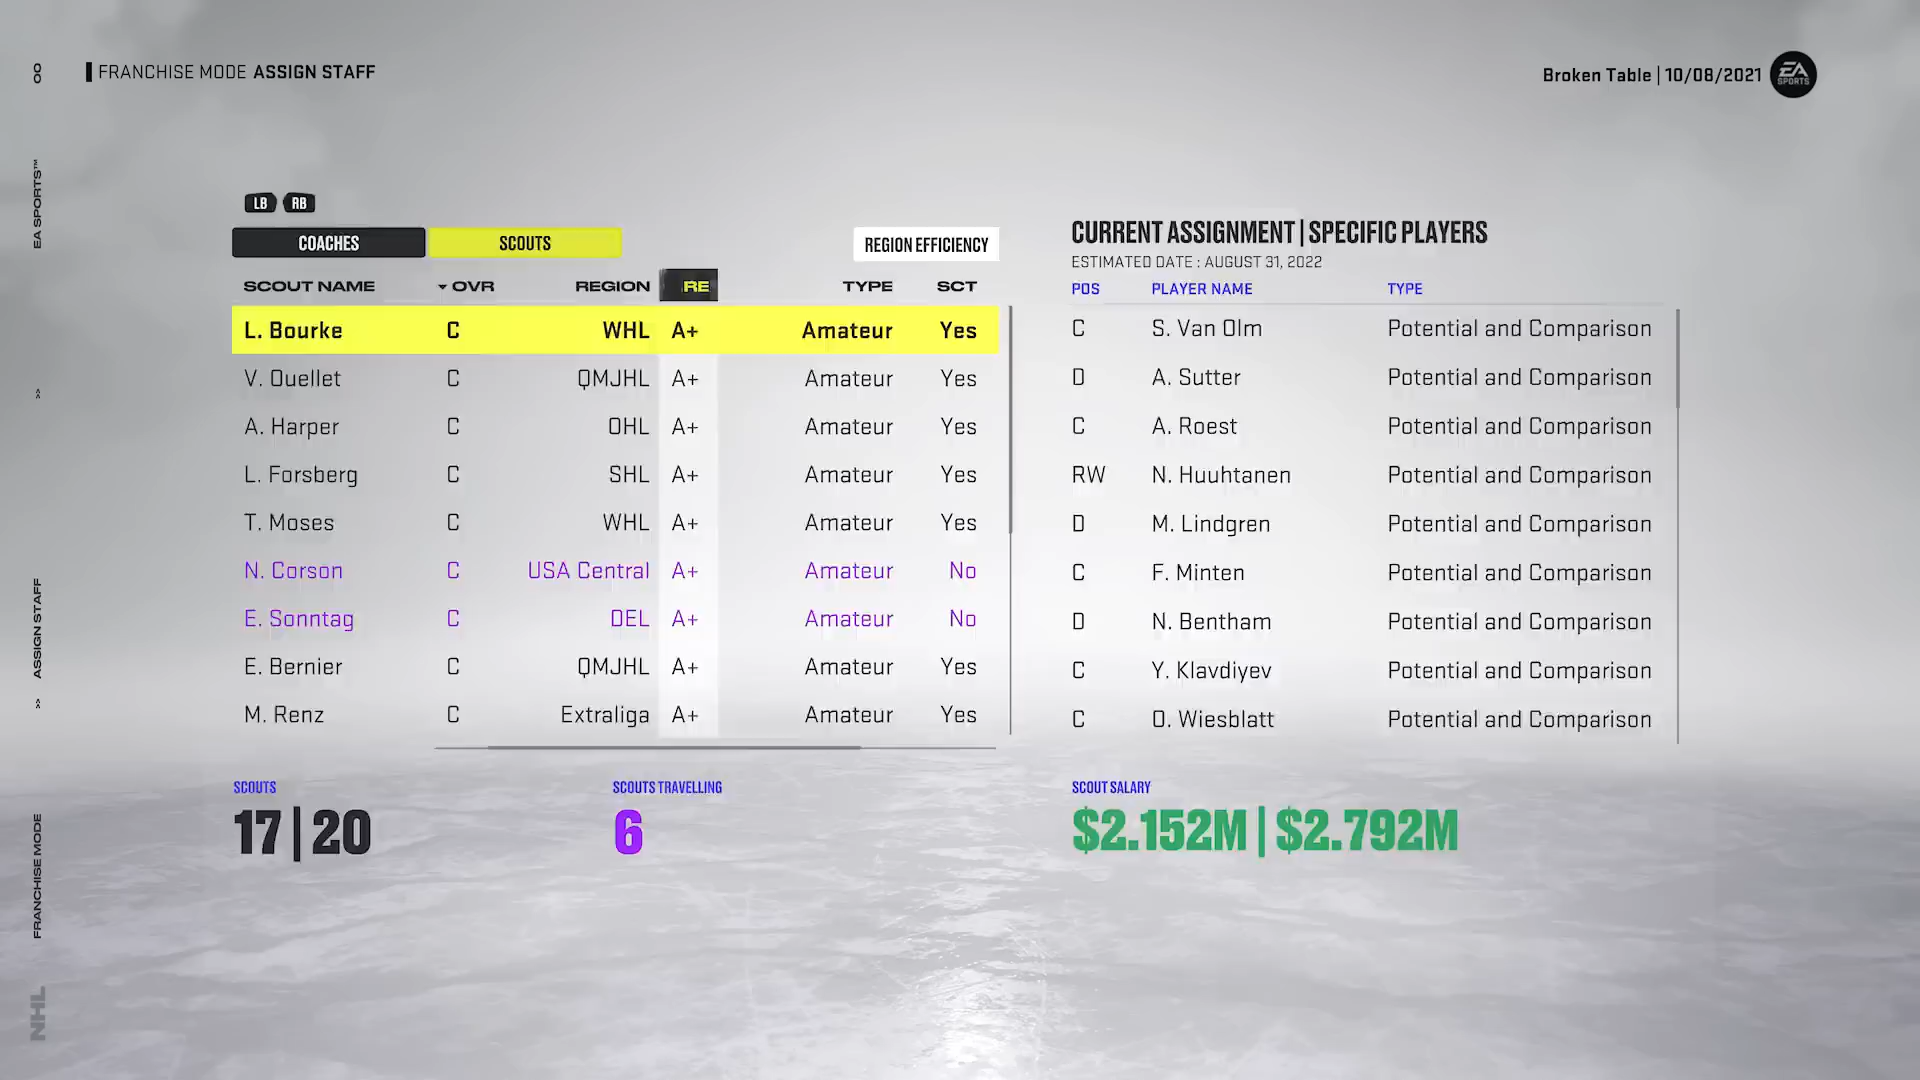 FRANCHISE MODE ASSIGN STAFF
Broken Table | 10/08/2021
EA SPORTS
LB RB
COACHES SCOUTS REGION EFFICIENCY
SCOUT NAME OVR REGION RE TYPE SCT
L. Bourke C WHL A+ Amateur Yes
V. Ouellet C QMJHL A+ Amateur Yes
A. Harper C OHL A+ Amateur Yes
L. Forsberg C SHL A+ Amateur Yes
T. Moses C WHL A+ Amateur Yes
N. Corson C USA Central A+ Amateur No
E. Sonntag C DEL A+ Amateur No
E. Bernier C QMJHL A+ Amateur Yes
M. Renz C Extraliga A+ Amateur Yes
SCOUTS
17|20
SCOUTS TRAVELLING
6
CURRENT ASSIGNMENT | SPECIFIC PLAYERS
ESTIMATED DATE : AUGUST 31, 2022
POS PLAYER NAME TYPE
C S. Van Olm Potential and Comparison
D A. Sutter Potential and Comparison
C A. Roest Potential and Comparison
RW N. Huuhtanen Potential and Comparison
D M. Lindgren Potential and Comparison
C F. Minten Potential and Comparison
D N. Bentham Potential and Comparison
C Y. Klavdiyev Potential and Comparison
C O. Wiesblatt Potential and Comparison
SCOUT SALARY
$2.152M | $2.792M
NHL
FRANCHISE MODE
>> ASSIGN STAFF
>>
EA SPORTS™
00